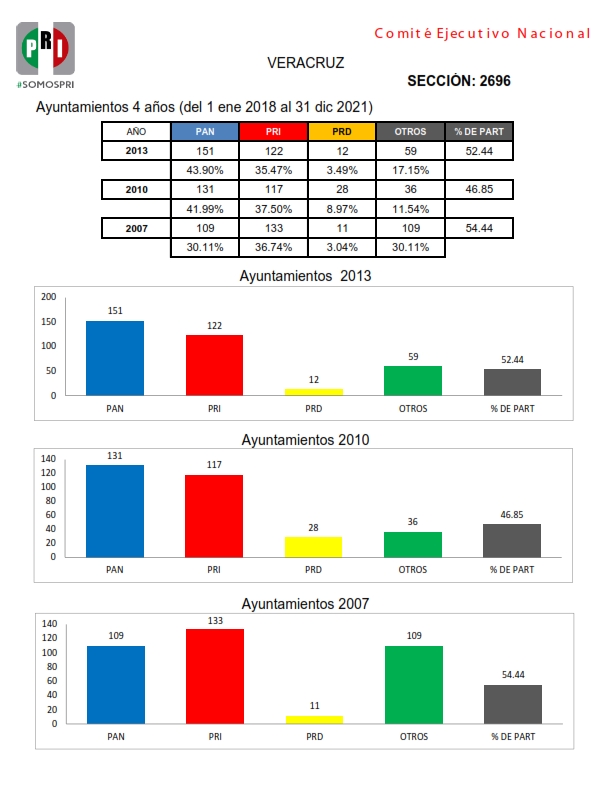 Comité Ejecutivo Nacional
PRI
#SOMOSPRI
VERACRUZ
SECCIÓN: 2696
Ayuntamientos 4 años (del 1 ene 2018 al 31 dic 2021)
AÑO PAN PRI PRD OTROS % DE PART
2013 151 122 12 59 52.44
43.90% 35.47% 3.49% 17.15%
2010 131 117 28 36 46.85
41.99% 37.50% 8.97% 11.54%
2007 109 133 11 109 54.44
30.11% 36.74% 3.04% 30.11%
Ayuntamientos 2013
200
150
100
50
0
151 122 12 59 52.44
PAN PRI PRD OTROS % DE PART
Ayuntamientos 2010
140
120
100
80
60
40
20
0
131 117 28 36 46.85
PAN PRI PRD OTROS % DE PART
Ayuntamientos 2007
140
120
100
80
60
40
20
0
109 133 11 109 54.44
PAN PRI PRD OTROS % DE PART